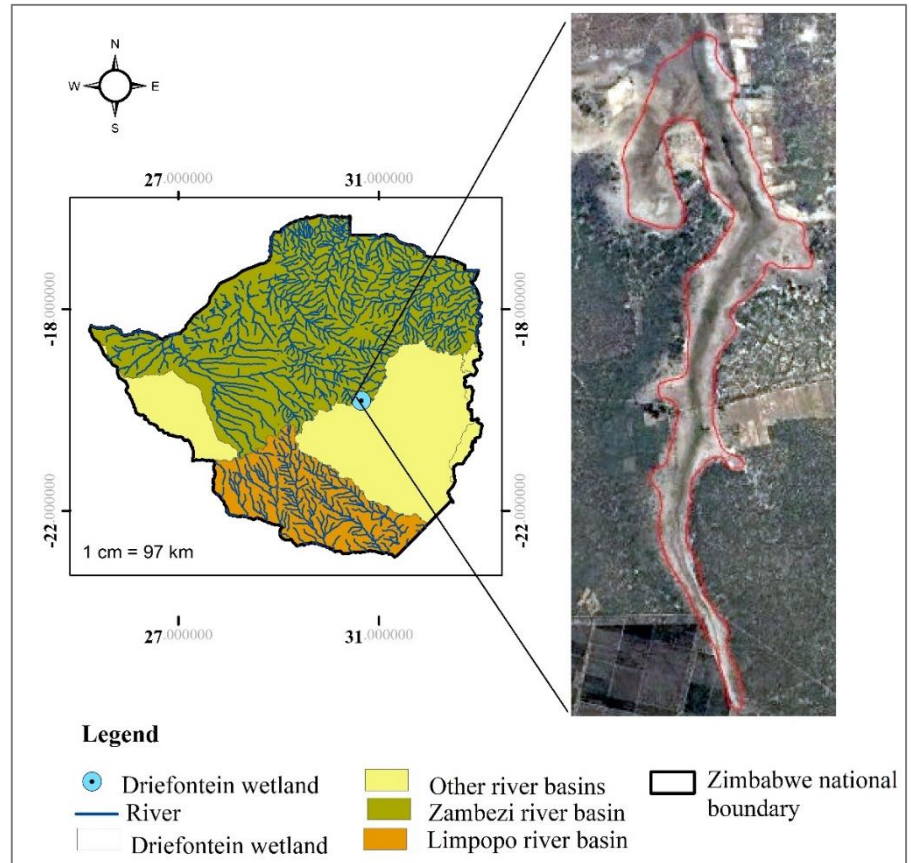 N
W E
S
27.000000 31.000000
-18.000000 -18.000000
-22.000000 -22.000000
1 cm = 97 km
27.000000 31.000000
Legend
Driefontein wetland
River
Driefontein wetland
Other river basins
Zambezi river basin
Limpopo river basin
Zimbabwe national
boundary